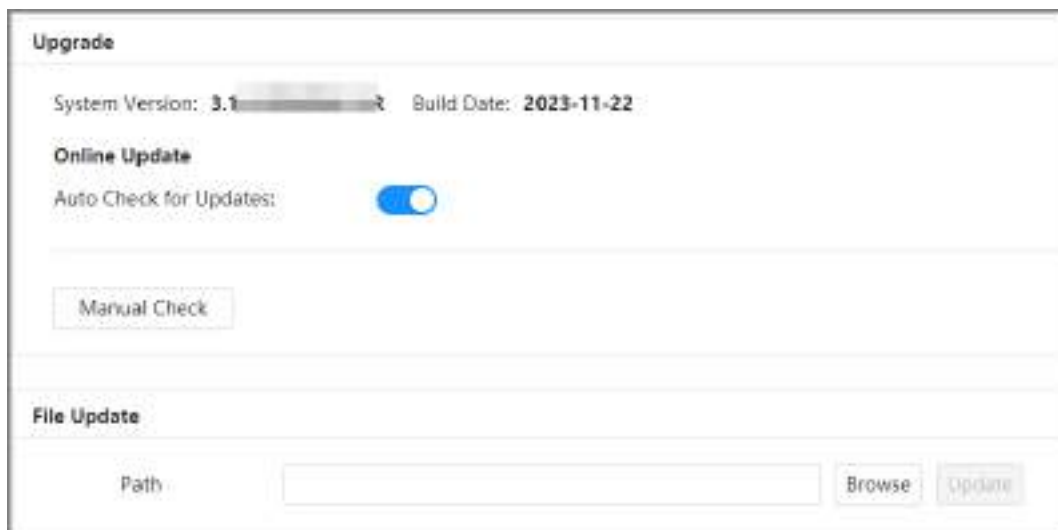 Upgrade
System Version: 3.1 R Build Date: 2023-11-22
Online Update
Auto Check for Updates:
Manual Check
File Update
Path Browse Update